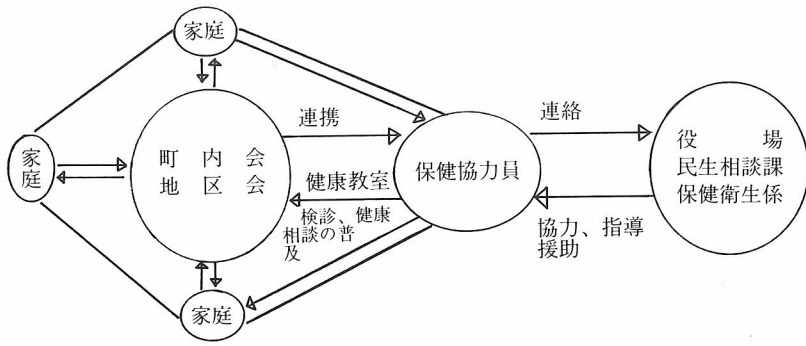 家庭
連携
連絡
町内会
地区会
家庭
保健協力員
役場
民生相談課
保健衛生係
健康教室
検診、健康
相談の普
及
協力、指導
援助
家庭